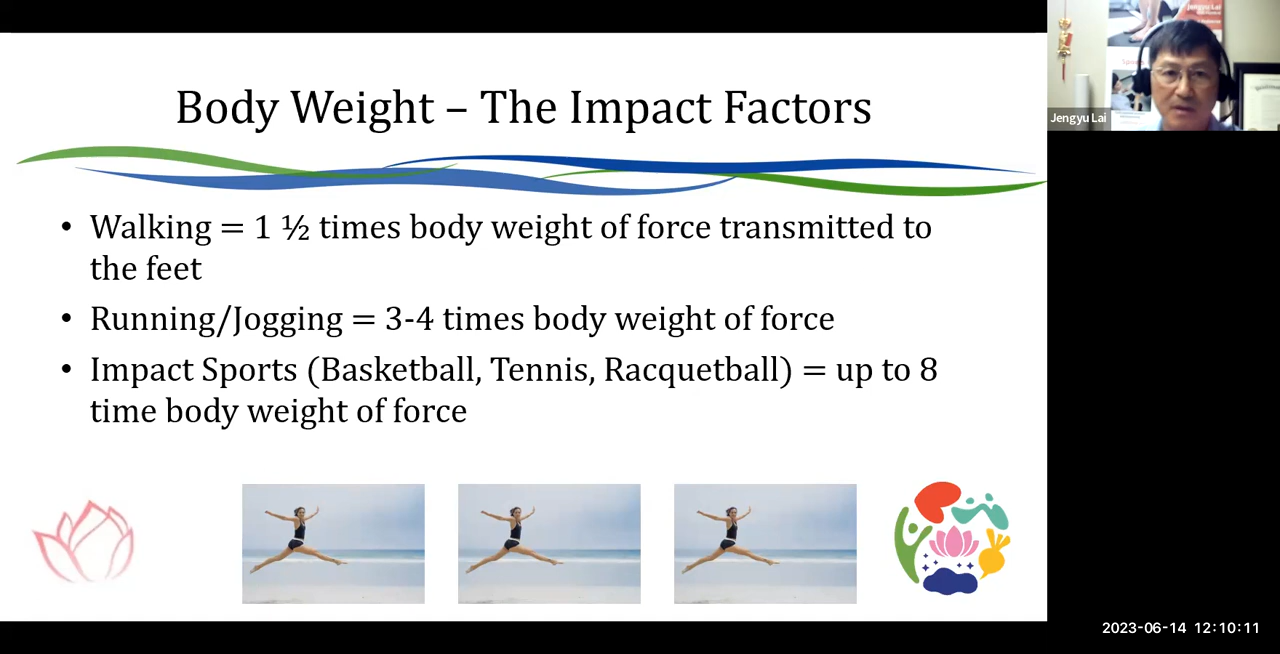 Body Weight – The Impact Factors
• Walking = 1 ½ times body weight of force transmitted to
the feet
• Running/Jogging = 3-4 times body weight of force
• Impact Sports (Basketball, Tennis, Racquetball) = up to 8
time body weight of force
Jengyu Lai
Jengyu Lai
2023-06-14 12:10:11